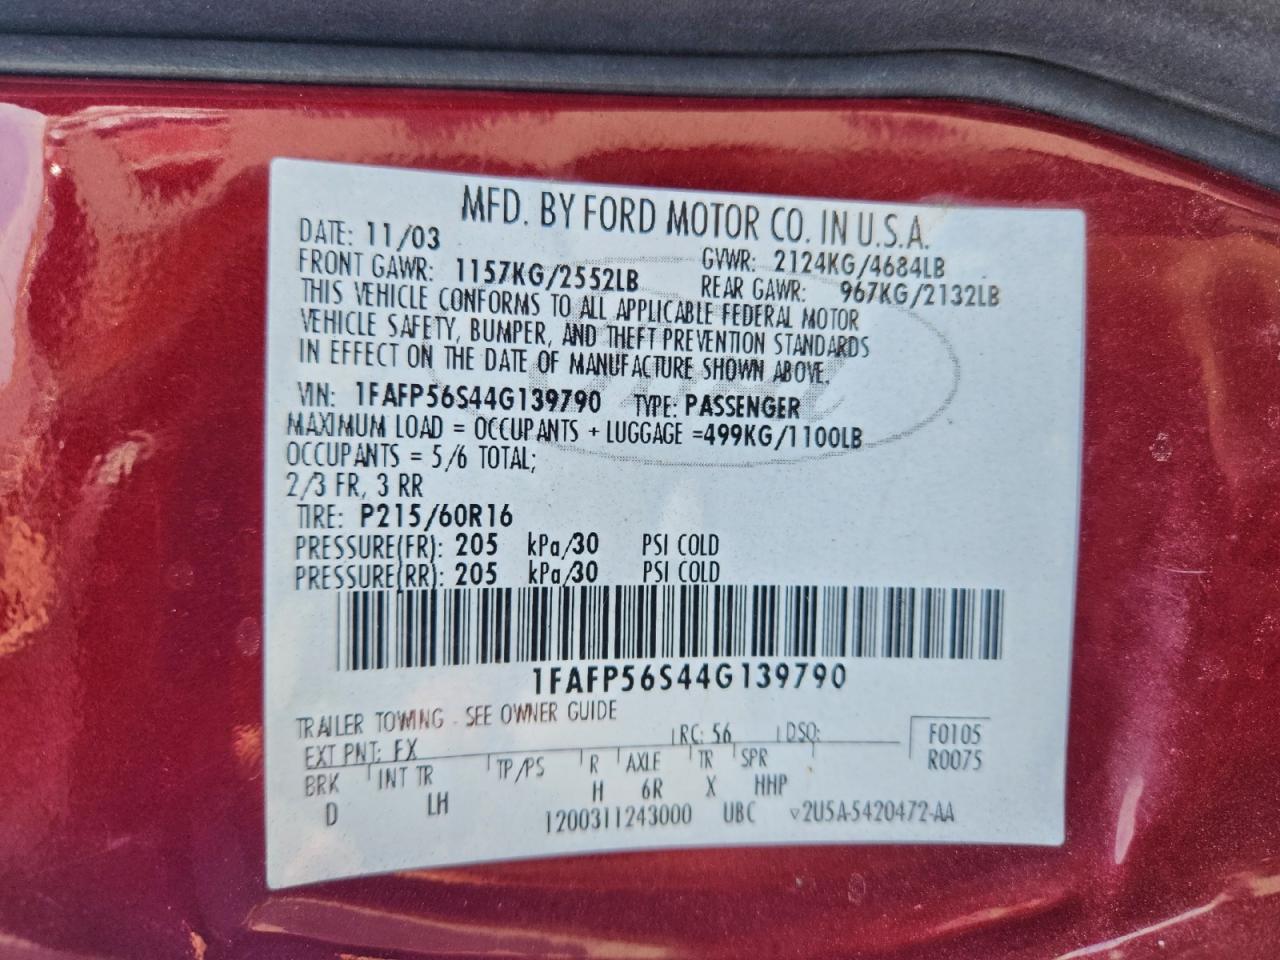 MFD. BY FORD MOTOR CO. IN U.S.A.
DATE: 11/03 GVWR: 2124KG/4684LB
FRONT GAWR: 1157KG/2552LB REAR GAWR: 967KG/2132LB
THIS VEHICLE CONFORMS TO ALL APPLICABLE FEDERAL MOTOR
VEHICLE SAFETY, BUMPER, AND THEFT PREVENTION STANDARDS
IN EFFECT ON THE DATE OF MANUFACTURE SHOWN ABOVE.
VIN: 1FAFP56S44G139790 TYPE: PASSENGER
MAXIMUM LOAD = OCCUPANTS + LUGGAGE =499KG/1100LB
OCCUPANTS = 5/6 TOTAL;
2/3 FR, 3 RR
TIRE: P215/60R16
PRESSURE(FR): 205 kPa/30 PSI COLD
PRESSURE(RR): 205 kPa/30 PSI COLD
1FAFP56S44G139790
TRAILER TOWING - SEE OWNER GUIDE
EXT PNT: FX RC: 56 DSO: F0105
BRK INT TR TP/PS R AXLE TR SPR R0075
D LH H 6R X HHP
1200311243000 UBC v2U5A-5420472-AA